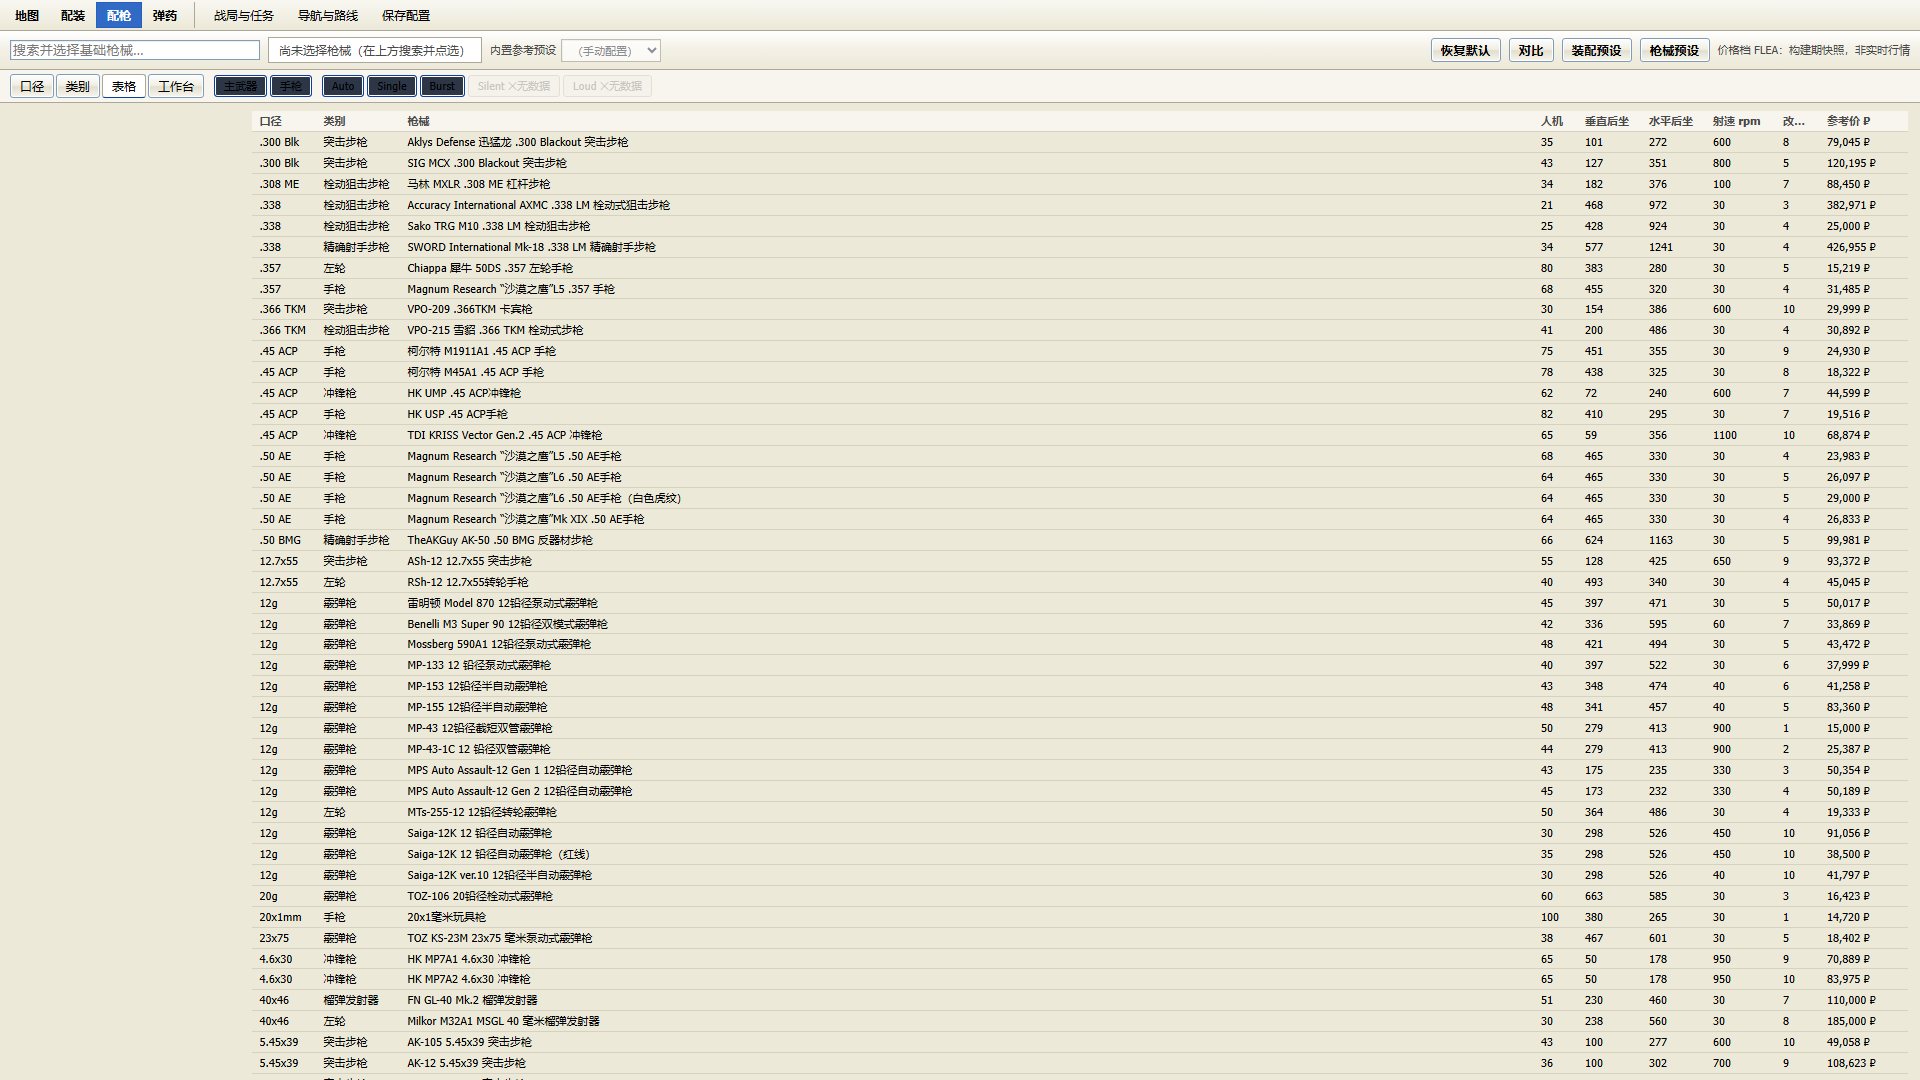 地图 配装 配枪 弹药 战局与任务 导航与路线 保存配置
搜索并选择基础枪械... 尚未选择枪械（在上方搜索并点选） 内置参考预设 （手动配置） 恢复默认 对比 装配预设 枪械预设 价格档 FLEA：构建期快照，非实时行情
口径 类别 表格 工作台 主武器 手枪 Auto Single Burst Silent ×无数据 Loud ×无数据
口径 类别 枪械 人机 垂直后坐 水平后坐 射速 rpm 改... 参考价 ₽
.300 Blk 突击步枪 Aklys Defense 迅猛龙 .300 Blackout 突击步枪 35 101 272 600 8 79,045 ₽
.300 Blk 突击步枪 SIG MCX .300 Blackout 突击步枪 43 127 351 800 5 120,195 ₽
.308 ME 栓动狙击步枪 马林 MXLR .308 ME 杠杆步枪 34 182 376 100 7 88,450 ₽
.338 栓动狙击步枪 Accuracy International AXMC .338 LM 栓动式狙击步枪 21 468 972 30 3 382,971 ₽
.338 栓动狙击步枪 Sako TRG M10 .338 LM 栓动狙击步枪 25 428 924 30 4 25,000 ₽
.338 精确射手步枪 SWORD International Mk-18 .338 LM 精确射手步枪 34 577 1241 30 4 426,955 ₽
.357 左轮 Chiappa 犀牛 50DS .357 左轮手枪 80 383 280 30 5 15,219 ₽
.357 手枪 Magnum Research “沙漠之鹰”L5 .357 手枪 68 455 320 30 4 31,485 ₽
.366 TKM 突击步枪 VPO-209 .366TKM 卡宾枪 30 154 386 600 10 29,999 ₽
.366 TKM 栓动狙击步枪 VPO-215 雪貂 .366 TKM 栓动式步枪 41 200 486 30 4 30,892 ₽
.45 ACP 手枪 柯尔特 M1911A1 .45 ACP 手枪 75 451 355 30 9 24,930 ₽
.45 ACP 手枪 柯尔特 M45A1 .45 ACP 手枪 78 438 325 30 8 18,322 ₽
.45 ACP 冲锋枪 HK UMP .45 ACP冲锋枪 62 72 240 600 7 44,599 ₽
.45 ACP 手枪 HK USP .45 ACP手枪 82 410 295 30 7 19,516 ₽
.45 ACP 冲锋枪 TDI KRISS Vector Gen.2 .45 ACP 冲锋枪 65 59 356 1100 10 68,874 ₽
.50 AE 手枪 Magnum Research “沙漠之鹰”L5 .50 AE手枪 68 465 330 30 4 23,983 ₽
.50 AE 手枪 Magnum Research “沙漠之鹰”L6 .50 AE手枪 64 465 330 30 5 26,097 ₽
.50 AE 手枪 Magnum Research “沙漠之鹰”L6 .50 AE手枪（白色虎纹） 64 465 330 30 5 29,000 ₽
.50 AE 手枪 Magnum Research “沙漠之鹰”Mk XIX .50 AE手枪 64 465 330 30 4 26,833 ₽
.50 BMG 精确射手步枪 TheAKGuy AK-50 .50 BMG 反器材步枪 66 624 1163 30 5 99,981 ₽
12.7x55 突击步枪 ASh-12 12.7x55 突击步枪 55 128 425 650 9 93,372 ₽
12.7x55 左轮 RSh-12 12.7x55转轮手枪 40 493 340 30 4 45,045 ₽
12g 霰弹枪 雷明顿 Model 870 12铅径泵动式霰弹枪 45 397 471 30 5 50,017 ₽
12g 霰弹枪 Benelli M3 Super 90 12铅径双模式霰弹枪 42 336 595 60 7 33,869 ₽
12g 霰弹枪 Mossberg 590A1 12铅径泵动式霰弹枪 48 421 494 30 5 43,472 ₽
12g 霰弹枪 MP-133 12 铅径泵动式霰弹枪 40 397 522 30 6 37,999 ₽
12g 霰弹枪 MP-153 12铅径半自动霰弹枪 43 348 474 40 6 41,258 ₽
12g 霰弹枪 MP-155 12铅径半自动霰弹枪 48 341 457 40 5 83,360 ₽
12g 霰弹枪 MP-43 12铅径截短双管霰弹枪 50 279 413 900 1 15,000 ₽
12g 霰弹枪 MP-43-1C 12 铅径双管霰弹枪 44 279 413 900 2 25,387 ₽
12g 霰弹枪 MPS Auto Assault-12 Gen 1 12铅径自动霰弹枪 43 175 235 330 3 50,354 ₽
12g 霰弹枪 MPS Auto Assault-12 Gen 2 12铅径自动霰弹枪 45 173 232 330 4 50,189 ₽
12g 左轮 MTs-255-12 12铅径转轮霰弹枪 50 364 486 30 4 19,333 ₽
12g 霰弹枪 Saiga-12K 12 铅径自动霰弹枪 30 298 526 450 10 91,056 ₽
12g 霰弹枪 Saiga-12K 12 铅径自动霰弹枪（红线） 35 298 526 450 10 38,500 ₽
12g 霰弹枪 Saiga-12K ver.10 12铅径半自动霰弹枪 30 298 526 40 10 41,797 ₽
20g 霰弹枪 TOZ-106 20铅径栓动式霰弹枪 60 663 585 30 3 16,423 ₽
20x1mm 手枪 20x1毫米玩具枪 100 380 265 30 1 14,720 ₽
23x75 霰弹枪 TOZ KS-23M 23x75 毫米泵动式霰弹枪 38 467 601 30 5 18,402 ₽
4.6x30 冲锋枪 HK MP7A1 4.6x30 冲锋枪 65 50 178 950 9 70,889 ₽
4.6x30 冲锋枪 HK MP7A2 4.6x30 冲锋枪 65 50 178 950 10 83,975 ₽
40x46 榴弹发射器 FN GL-40 Mk.2 榴弹发射器 51 230 460 30 7 110,000 ₽
40x46 左轮 Milkor M32A1 MSGL 40 毫米榴弹发射器 30 238 560 30 8 185,000 ₽
5.45x39 突击步枪 AK-105 5.45x39 突击步枪 43 100 277 600 10 49,058 ₽
5.45x39 突击步枪 AK-12 5.45x39 突击步枪 36 100 302 700 9 108,623 ₽